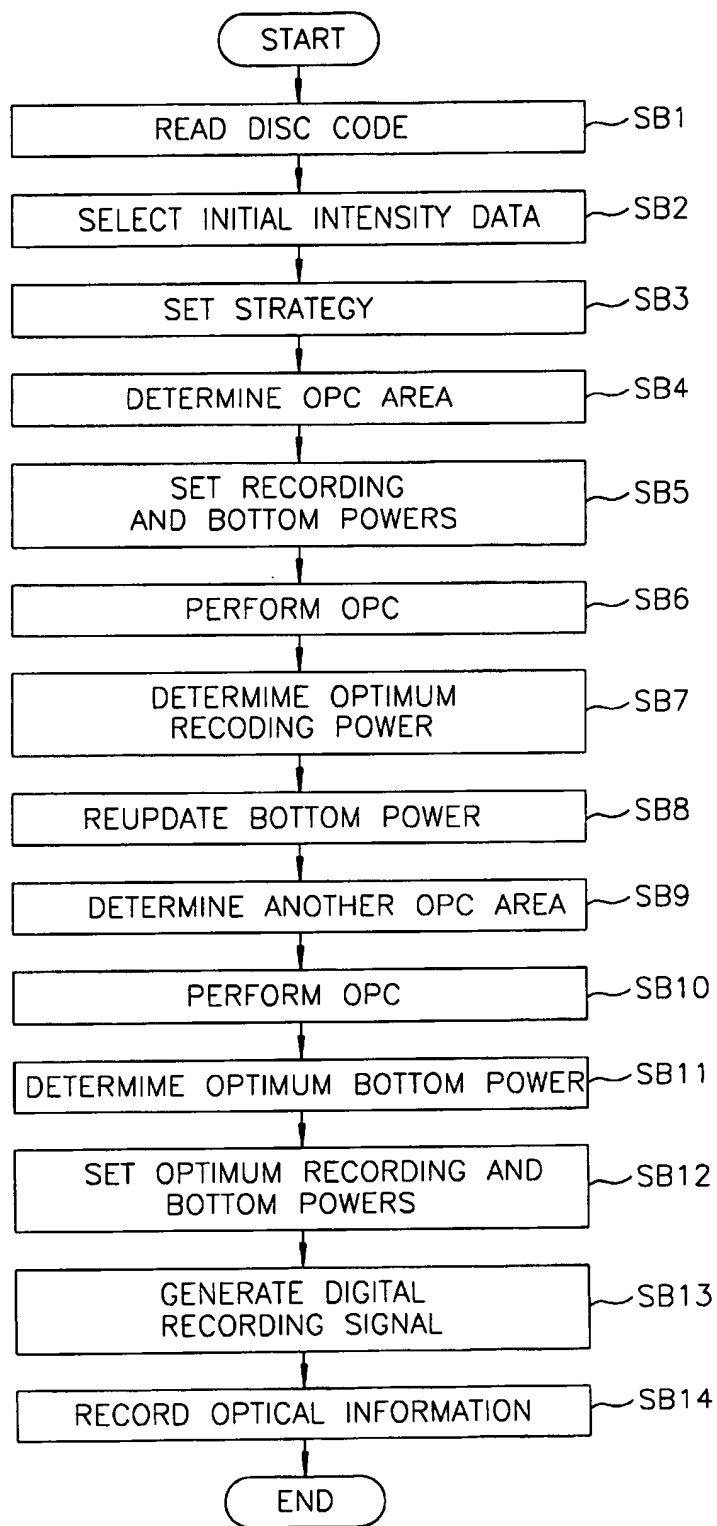 START
READ DISC CODE
SB1
SELECT INITIAL INTENSITY DATA
SB2
SET STRATEGY
SB3
DETERMINE OPC AREA
SB4
SET RECORDING
AND BOTTOM POWERS
SB5
PERFORM OPC
SB6
DETERMIME OPTIMUM
RECODING POWER
SB7
REUPDATE BOTTOM POWER
SB8
DETERMINE ANOTHER OPC AREA
SB9
PERFORM OPC
SB10
DETERMIME OPTIMUM BOTTOM POWER
SB11
SET OPTIMUM RECORDING AND
BOTTOM POWERS
SB12
GENERATE DIGITAL
RECORDING SIGNAL
SB13
RECORD OPTICAL INFORMATION
SB14
END